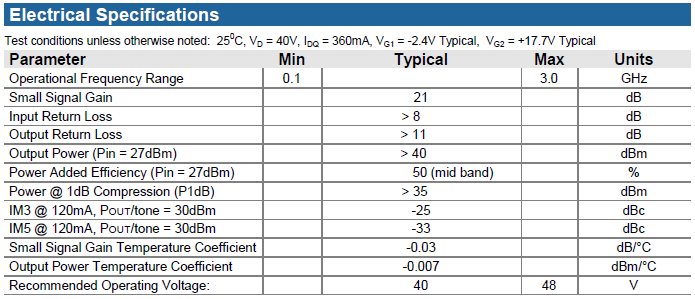 Electrical Specifications
Test conditions unless otherwise noted: 25⁰C, VD = 40V, IDQ = 360mA, VG1 = -2.4V Typical, VG2 = +17.7V Typical
Parameter Min Typical Max Units
Operational Frequency Range 0.1 3.0 GHz
Small Signal Gain 21 dB
Input Return Loss > 8 dB
Output Return Loss > 11 dB
Output Power (Pin = 27dBm) > 40 dBm
Power Added Efficiency (Pin = 27dBm) 50 (mid band) %
Power @ 1dB Compression (P1dB) > 35 dBm
IM3 @ 120mA, POUT/tone = 30dBm -25 dBc
IM5 @ 120mA, POUT/tone = 30dBm -33 dBc
Small Signal Gain Temperature Coefficient -0.03 dB/°C
Output Power Temperature Coefficient -0.007 dBm/°C
Recommended Operating Voltage: 40 48 V